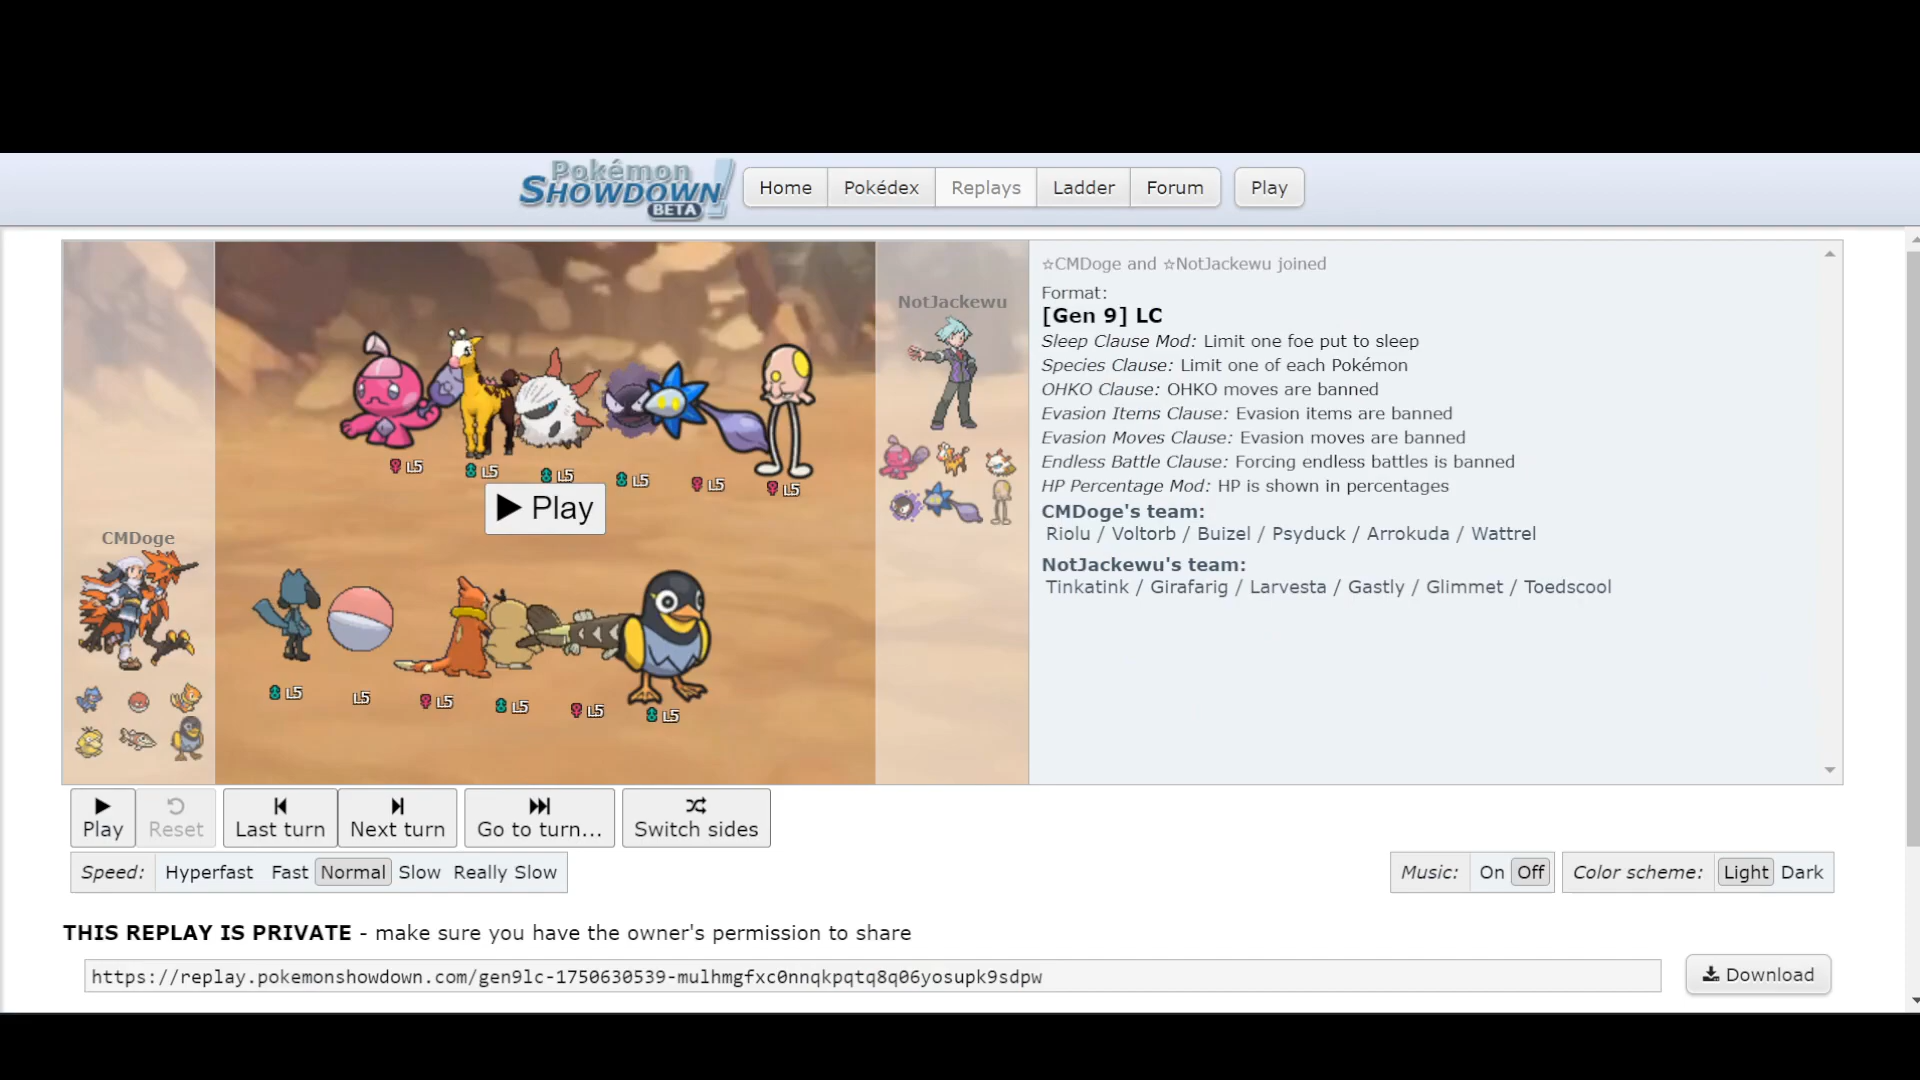 Pokémon
SHOWDOWN!
BETA
Home Pokédex Replays Ladder Forum Play
NotJackewu
L5 L5 L5 L5 L5 L5
▶ Play
CMDoge
L5 L5 L5 L5 L5 L5
☆CMDoge and ☆NotJackewu joined
Format:
[Gen 9] LC
Sleep Clause Mod: Limit one foe put to sleep
Species Clause: Limit one of each Pokémon
OHKO Clause: OHKO moves are banned
Evasion Items Clause: Evasion items are banned
Evasion Moves Clause: Evasion moves are banned
Endless Battle Clause: Forcing endless battles is banned
HP Percentage Mod: HP is shown in percentages
CMDoge's team:
Riolu / Voltorb / Buizel / Psyduck / Arrokuda / Wattrel
NotJackewu's team:
Tinkatink / Girafarig / Larvesta / Gastly / Glimmet / Toedscool
Play Reset Last turn Next turn Go to turn... Switch sides
Speed: Hyperfast Fast Normal Slow Really Slow
Music: On Off Color scheme: Light Dark
THIS REPLAY IS PRIVATE - make sure you have the owner's permission to share
https://replay.pokemonshowdown.com/gen9lc-1750630539-mulhmgfxc0nnqkpqtq8q06yosupk9sdpw
Download